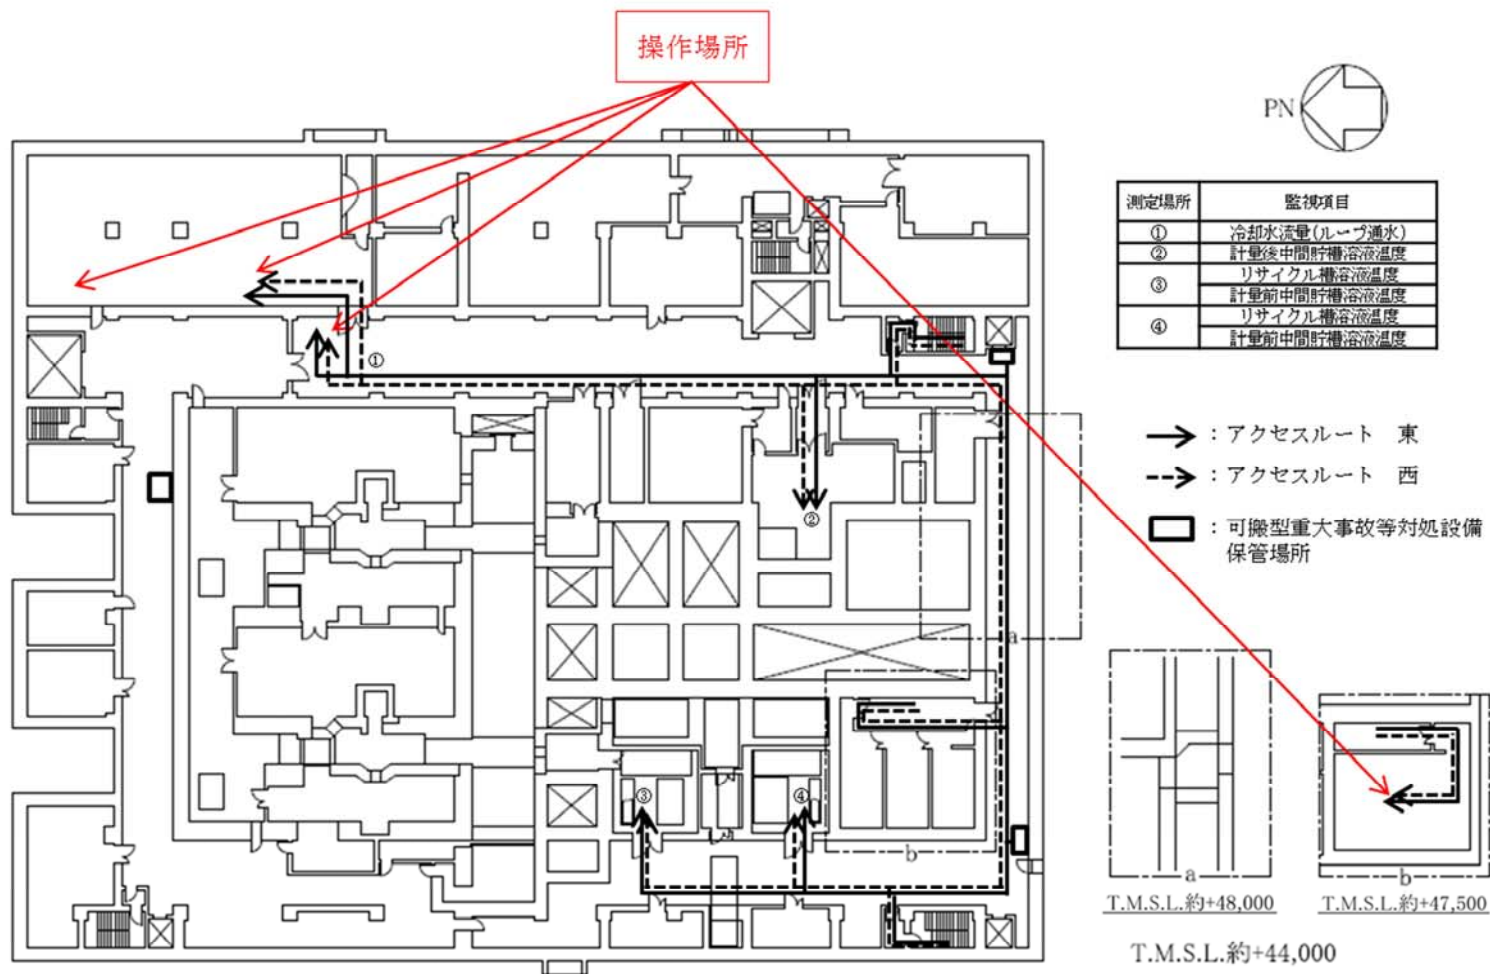 操作場所
PN
測定場所 監視項目
① 冷却水流量(ループ通水)
② 計量後中間貯槽溶液温度
③ リサイクル槽溶液温度
計量前中間貯槽溶液温度
④ リサイクル槽溶液温度
計量前中間貯槽溶液温度
：アクセスルート 東
：アクセスルート 西
：可搬型重大事故等対処設備
保管場所
①
②
a
③
④
b
a
b
T.M.S.L.約+48,000
T.M.S.L.約+47,500
T.M.S.L.約+44,000